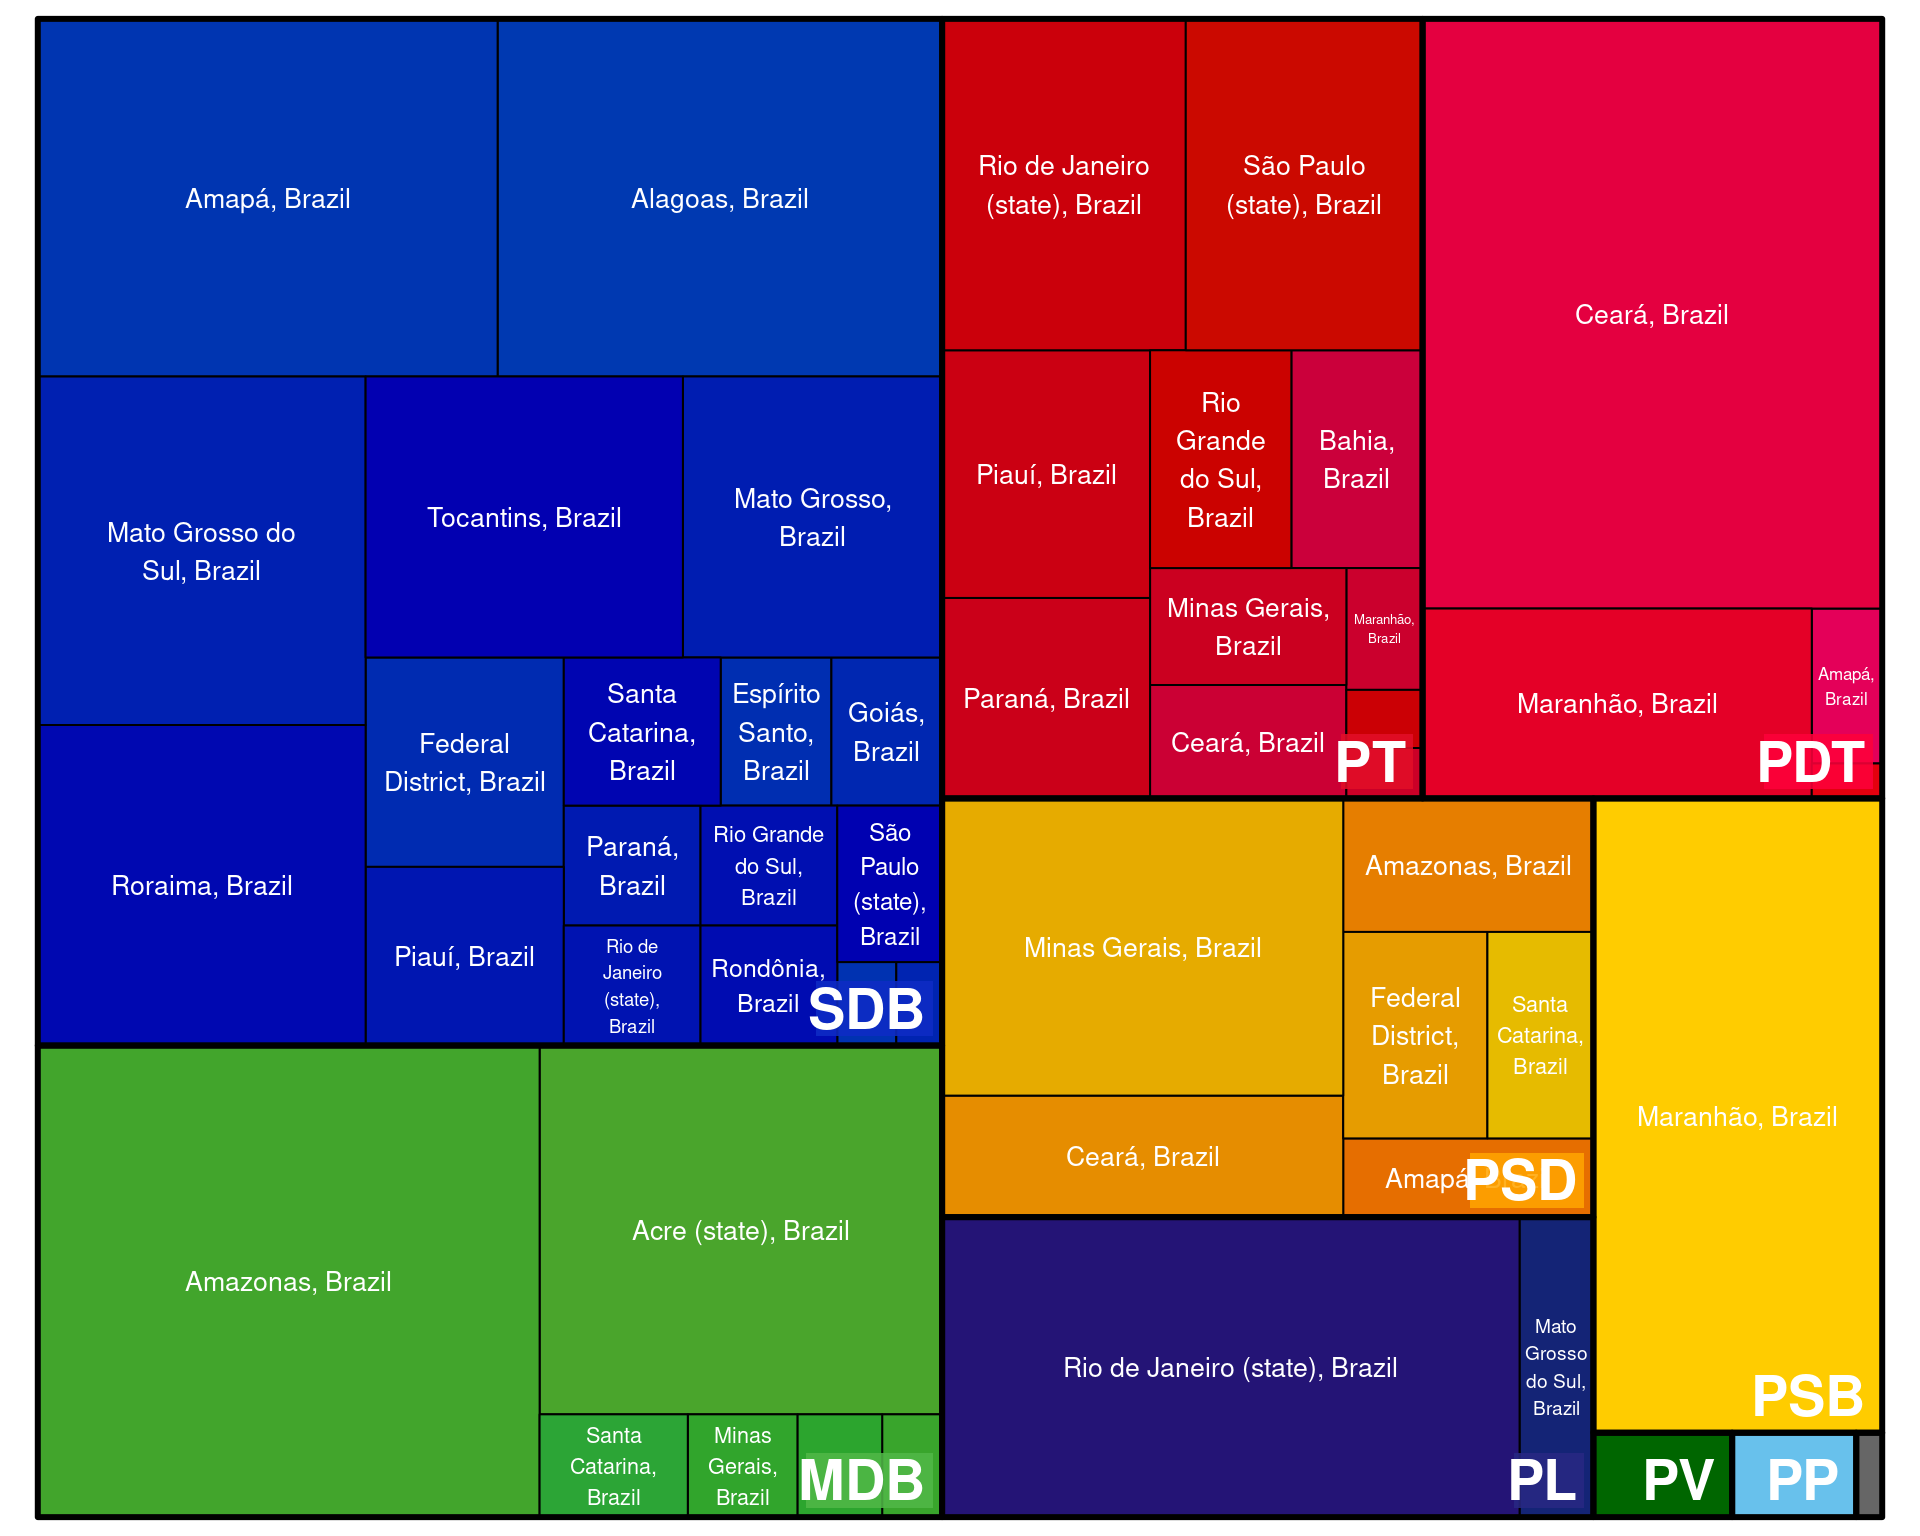 Amapá, Brazil
Alagoas, Brazil
Mato Grosso do
Sul, Brazil
Tocantins, Brazil
Mato Grosso,
Brazil
Roraima, Brazil
Federal
District, Brazil
Santa
Catarina,
Brazil
Espírito
Santo,
Brazil
Goiás,
Brazil
Piauí, Brazil
Paraná,
Brazil
Rio Grande
do Sul,
Brazil
São
Paulo
(state),
Brazil
Rio de
Janeiro
(state),
Brazil
Rondônia,
Brazil
SDB
Rio de Janeiro
(state), Brazil
São Paulo
(state), Brazil
Piauí, Brazil
Rio
Grande
do Sul,
Brazil
Bahia,
Brazil
Paraná, Brazil
Minas Gerais,
Brazil
Maranhão,
Brazil
Ceará, Brazil
PT
Ceará, Brazil
Maranhão, Brazil
Amapá,
Brazil
PDT
Amazonas, Brazil
Acre (state), Brazil
Santa
Catarina,
Brazil
Minas
Gerais,
Brazil
MDB
Minas Gerais, Brazil
Amazonas, Brazil
Federal
District,
Brazil
Santa
Catarina,
Brazil
Ceará, Brazil
Amapá
PSD
Rio de Janeiro (state), Brazil
Mato
Grosso
do Sul,
Brazil
PL
Maranhão, Brazil
PSB
PV
PP